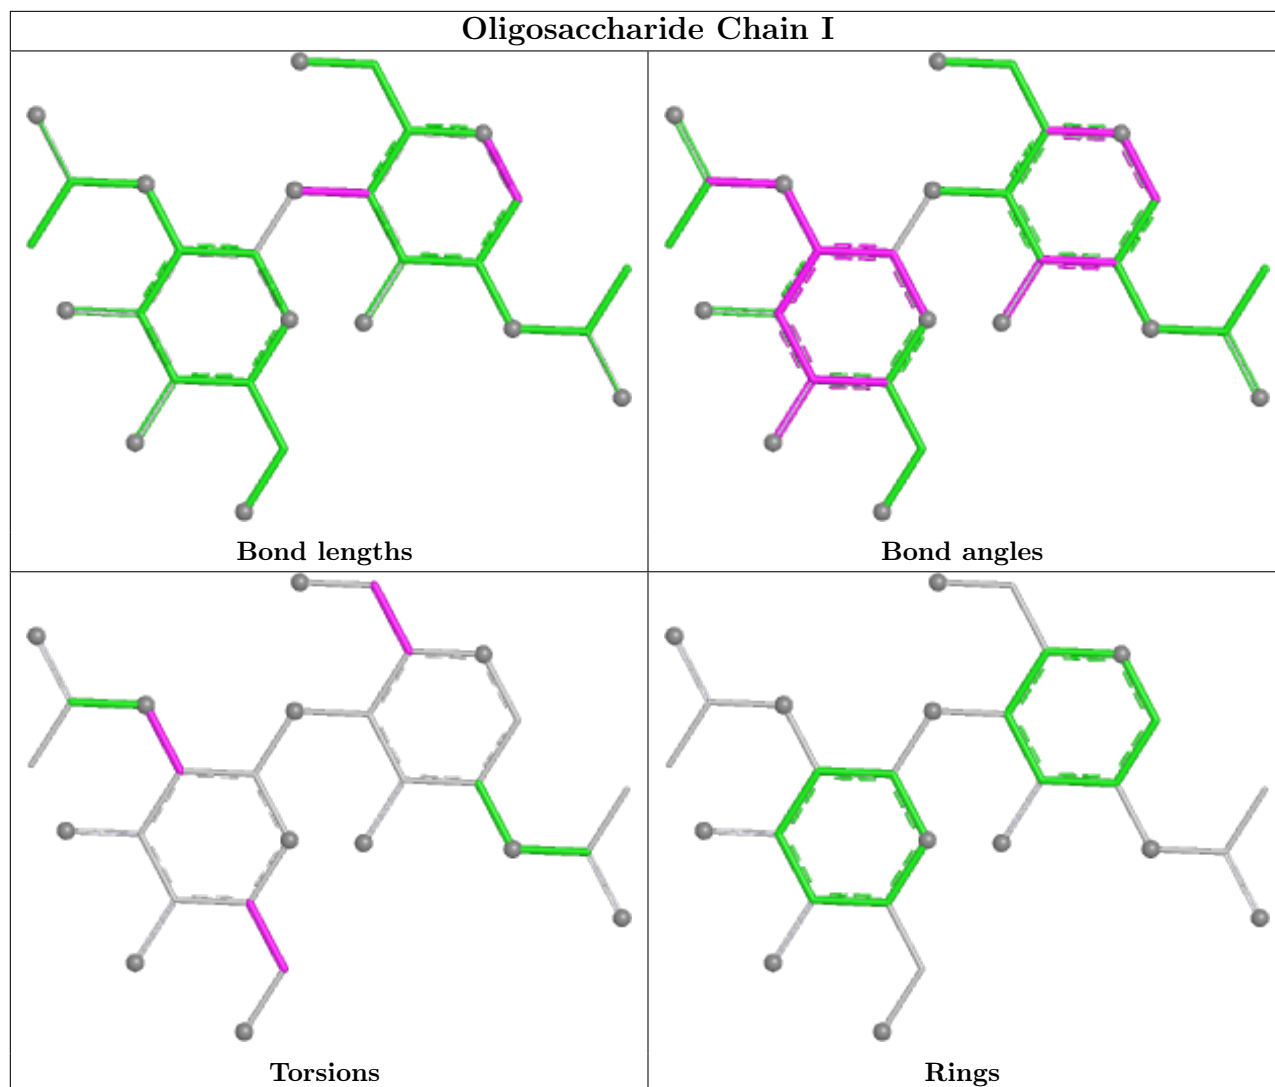 Oligosaccharide Chain I
Bond lengths
Bond angles
Torsions
Rings